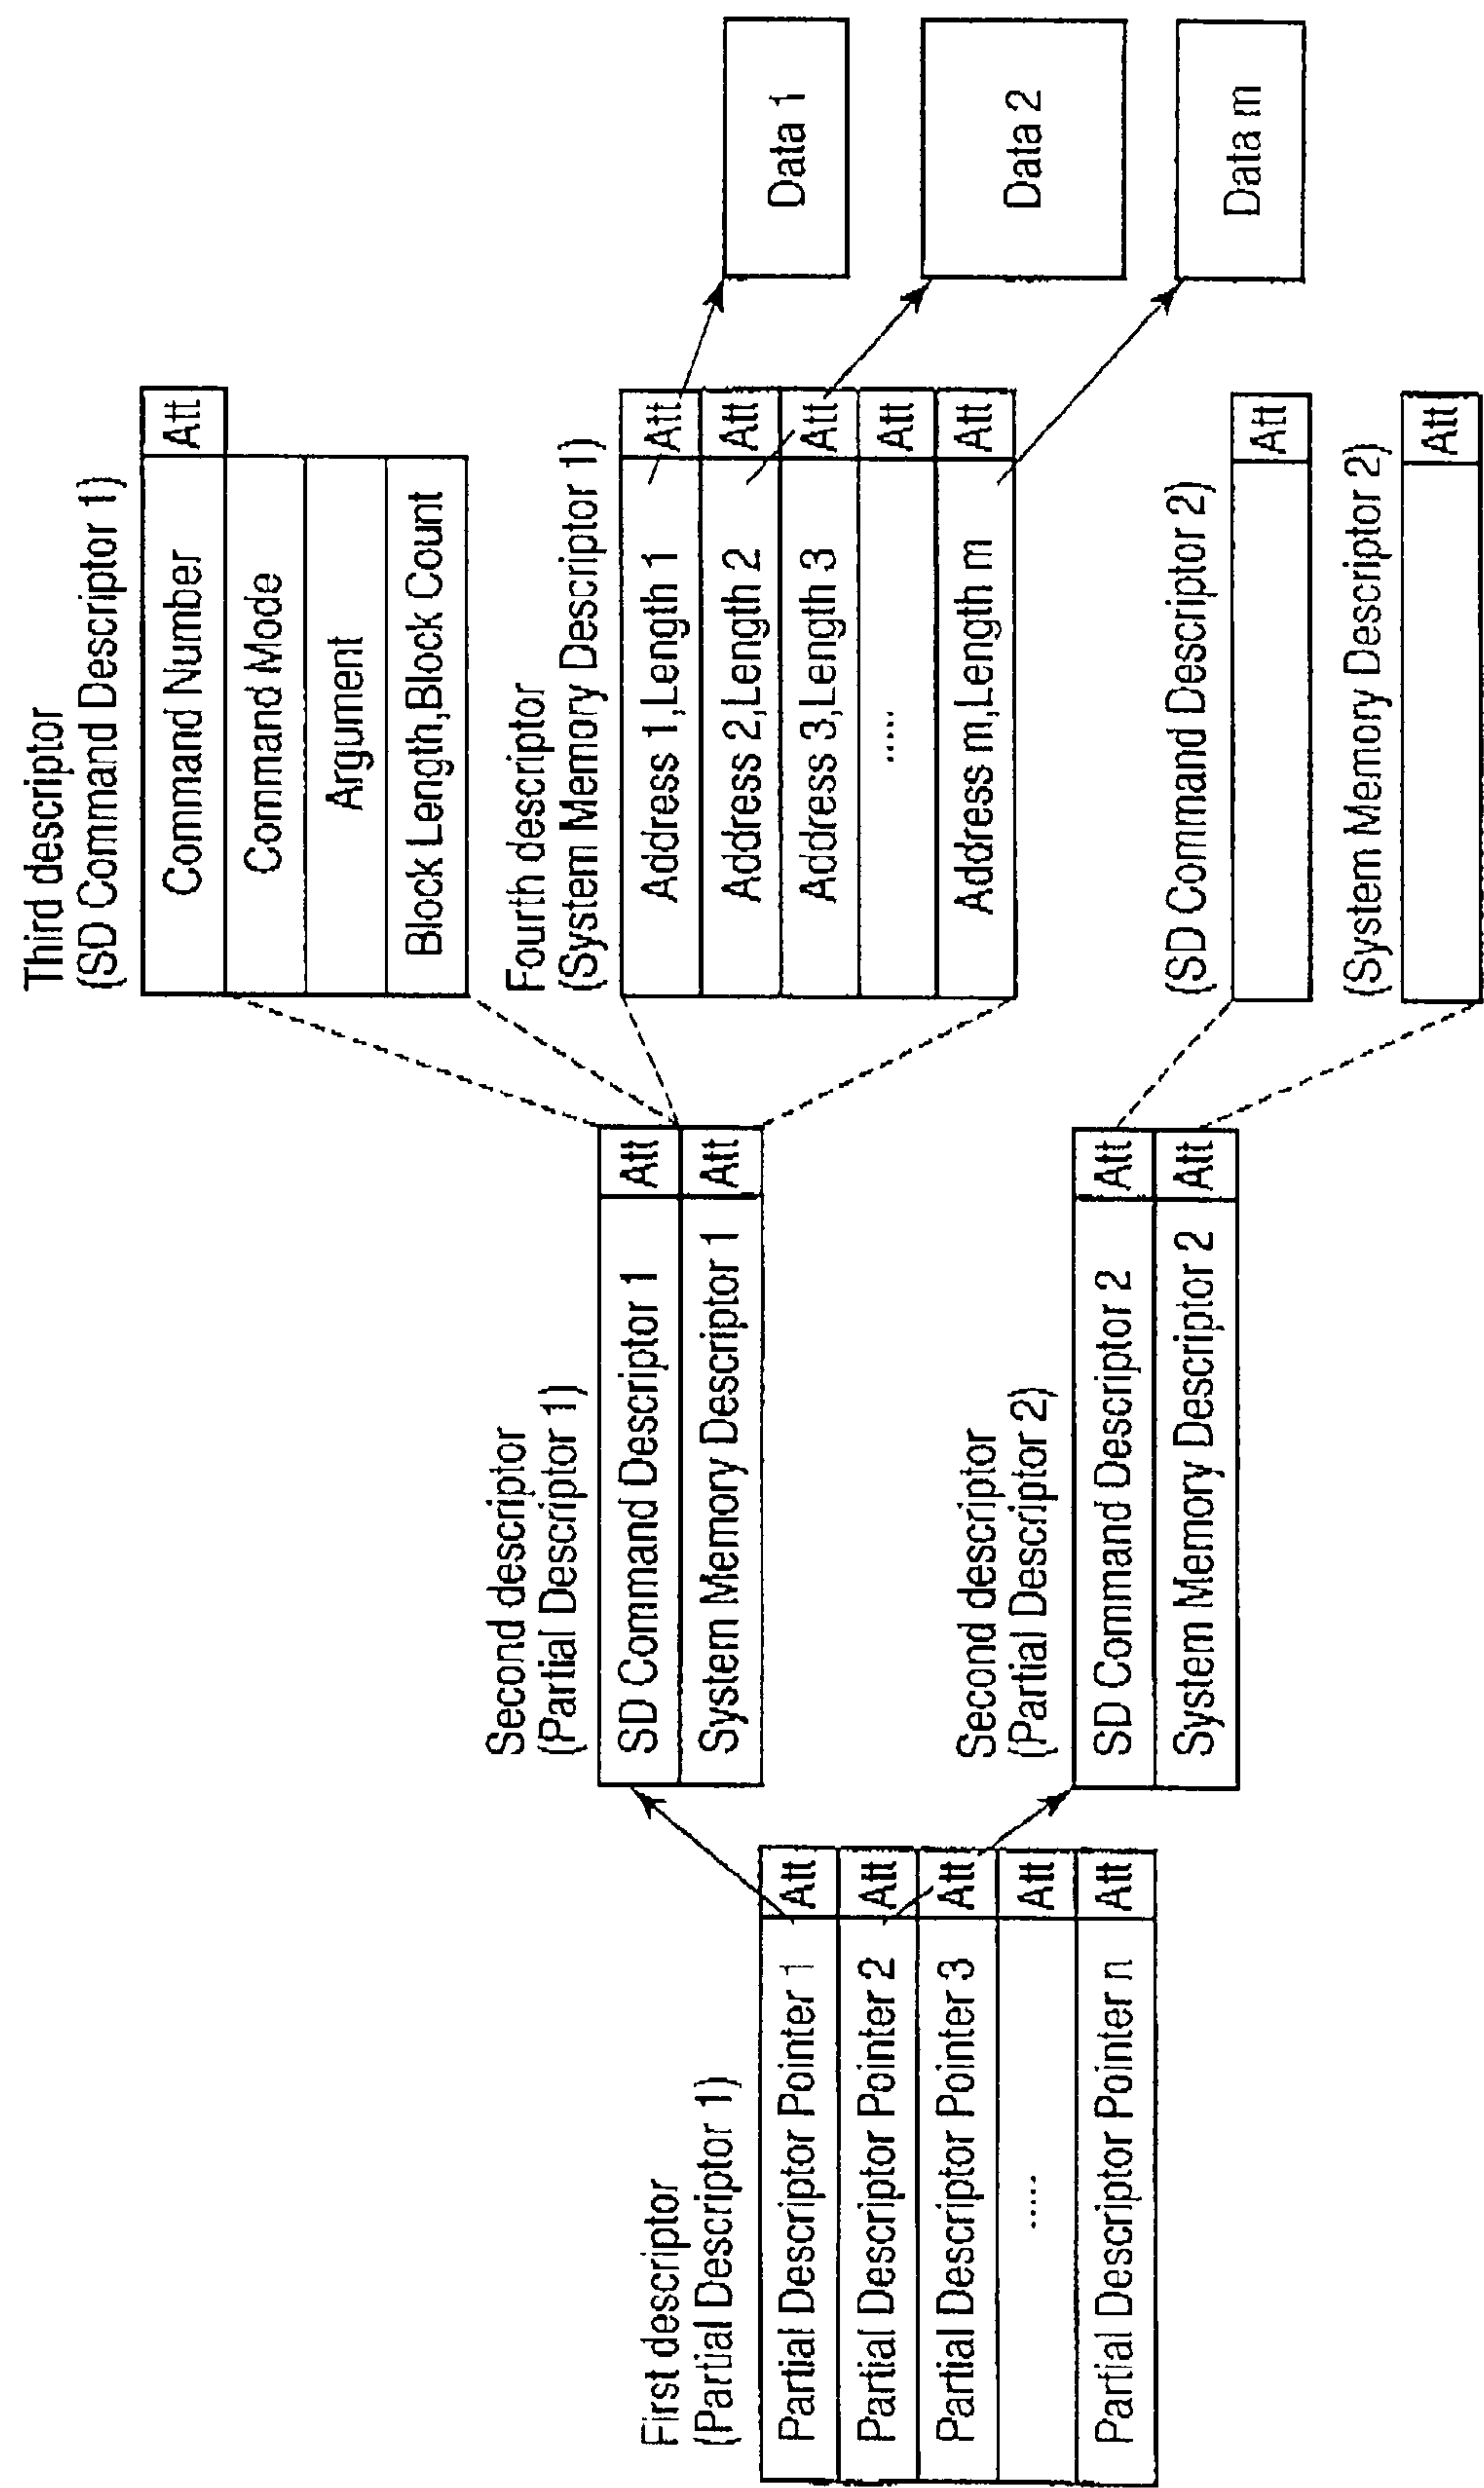 First descriptor
(Partial Descriptor 1)
Partial Descriptor Pointer 1 Att
Partial Descriptor Pointer 2 Att
Partial Descriptor Pointer 3 Att
..... Att
Partial Descriptor Pointer n Att
Second descriptor
(Partial Descriptor 1)
SD Command Descriptor 1 Att
System Memory Descriptor 1 Att
Second descriptor
(Partial Descriptor 2)
SD Command Descriptor 2 Att
System Memory Descriptor 2 Att
Third descriptor
(SD Command Descriptor 1)
Command Number Att
Command Mode
Argument
Block Length,Block Count
Fourth descriptor
(System Memory Descriptor 1)
Address 1,Length 1 Att
Address 2,Length 2 Att
Address 3,Length 3 Att
..... Att
Address m,Length m Att
(SD Command Descriptor 2)
Att
(System Memory Descriptor 2)
Att
Data 1
Data 2
Data m